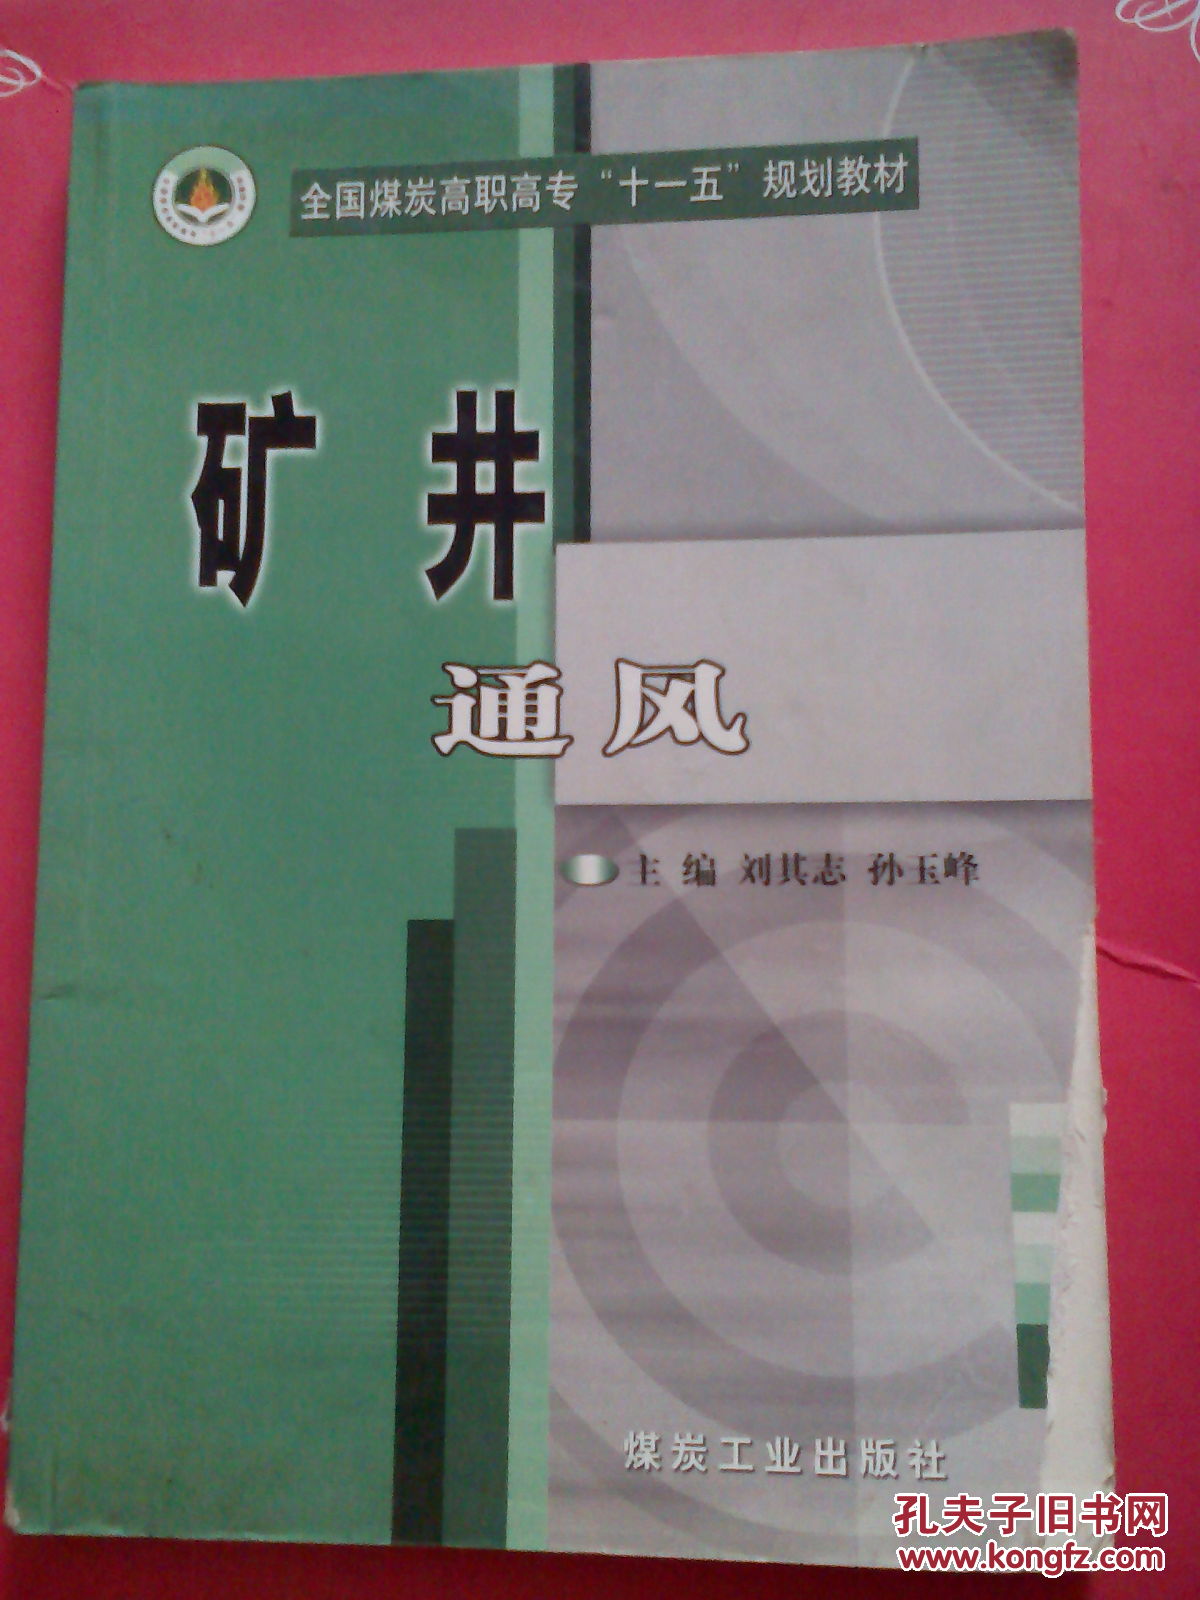 全国煤炭高职高专“十一五”规划教材
矿井
通风
主编 刘其志 孙玉峰
煤炭工业出版社
孔夫子旧书网
www.kongfz.com